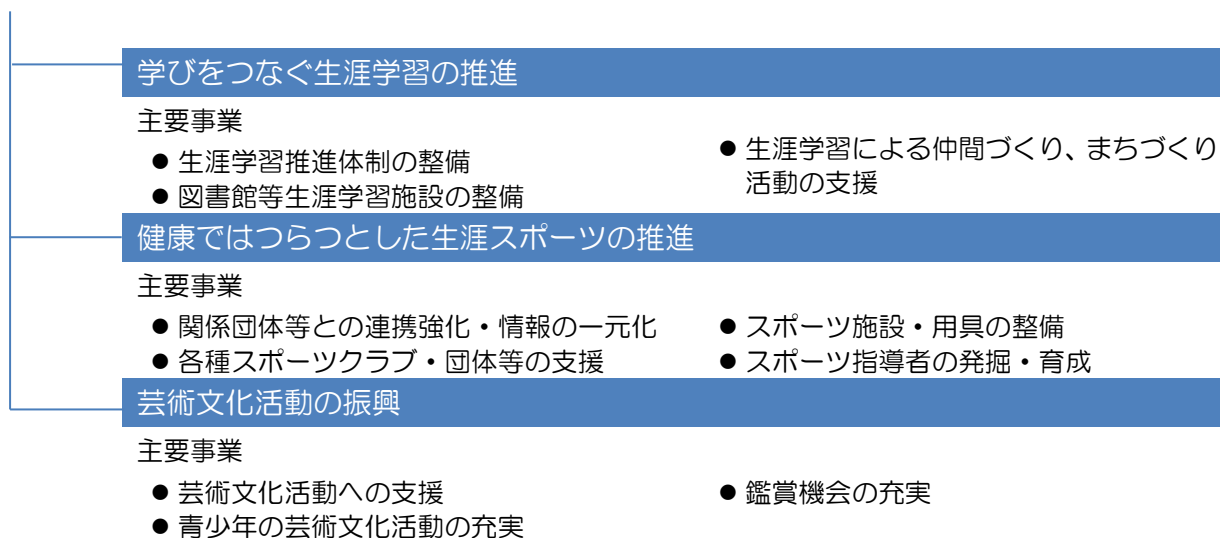 学びをつなぐ生涯学習の推進
主要事業
● 生涯学習推進体制の整備
● 図書館等生涯学習施設の整備
● 生涯学習による仲間づくり、まちづくり
活動の支援
健康ではつらつとした生涯スポーツの推進
主要事業
● 関係団体等との連携強化・情報の一元化
● 各種スポーツクラブ・団体等の支援
● スポーツ施設・用具の整備
● スポーツ指導者の発掘・育成
芸術文化活動の振興
主要事業
● 芸術文化活動への支援
● 青少年の芸術文化活動の充実
● 鑑賞機会の充実